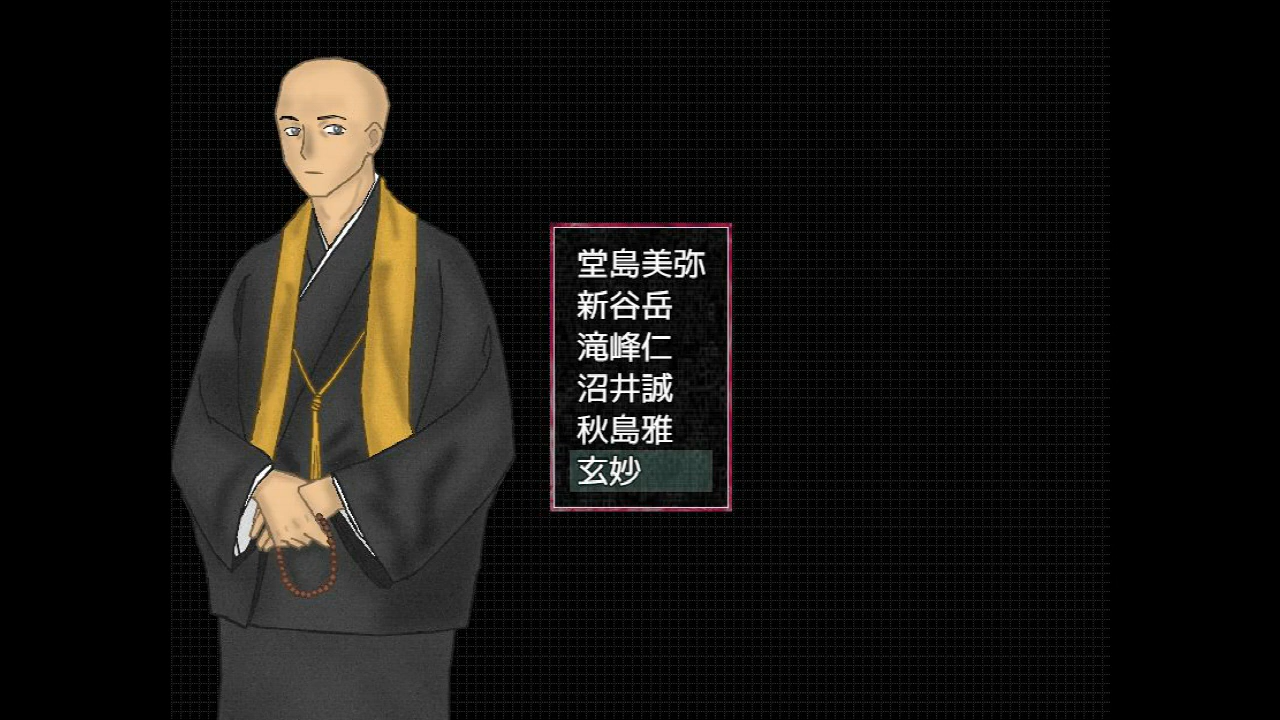 堂島美弥
新谷岳
滝峰仁
沼井誠
秋島雅
玄妙